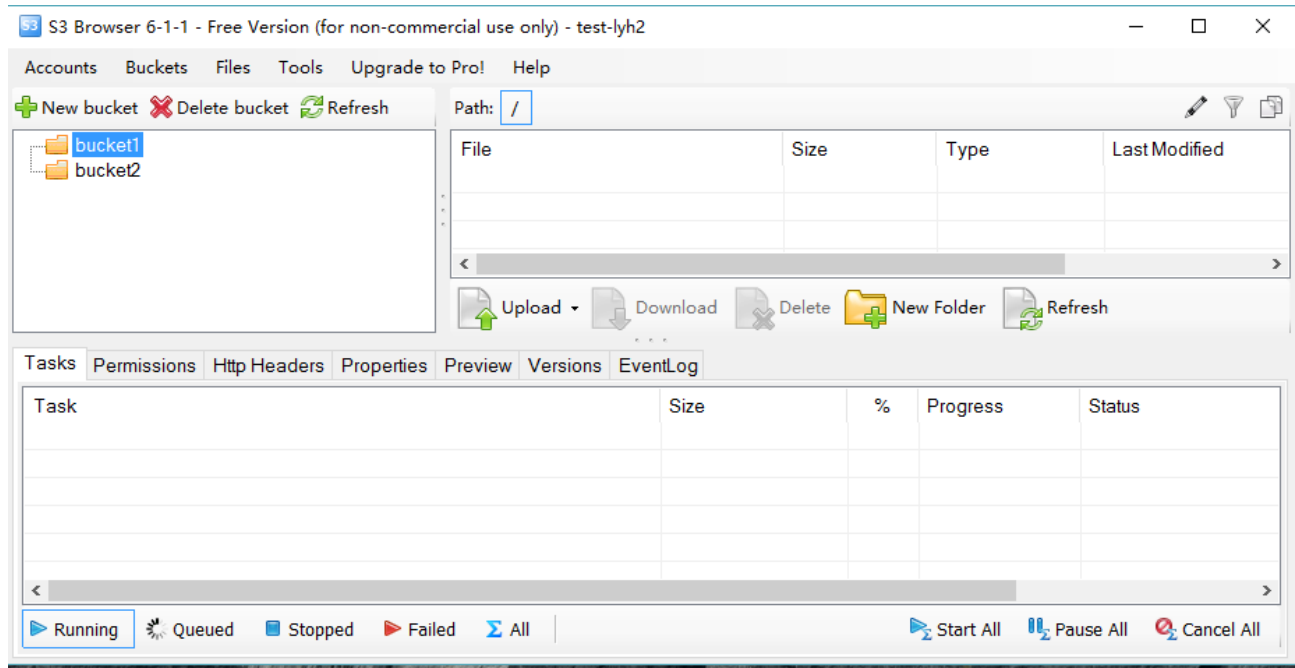 S3 S3 Browser 6-1-1 - Free Version (for non-commercial use only) - test-lyh2
Accounts Buckets Files Tools Upgrade to Pro! Help
New bucket Delete bucket Refresh Path: /
bucket1
bucket2
File Size Type Last Modified
Upload Download Delete New Folder Refresh
Tasks Permissions Http Headers Properties Preview Versions EventLog
Task Size % Progress Status
Running Queued Stopped Failed Σ All Start All Pause All Cancel All